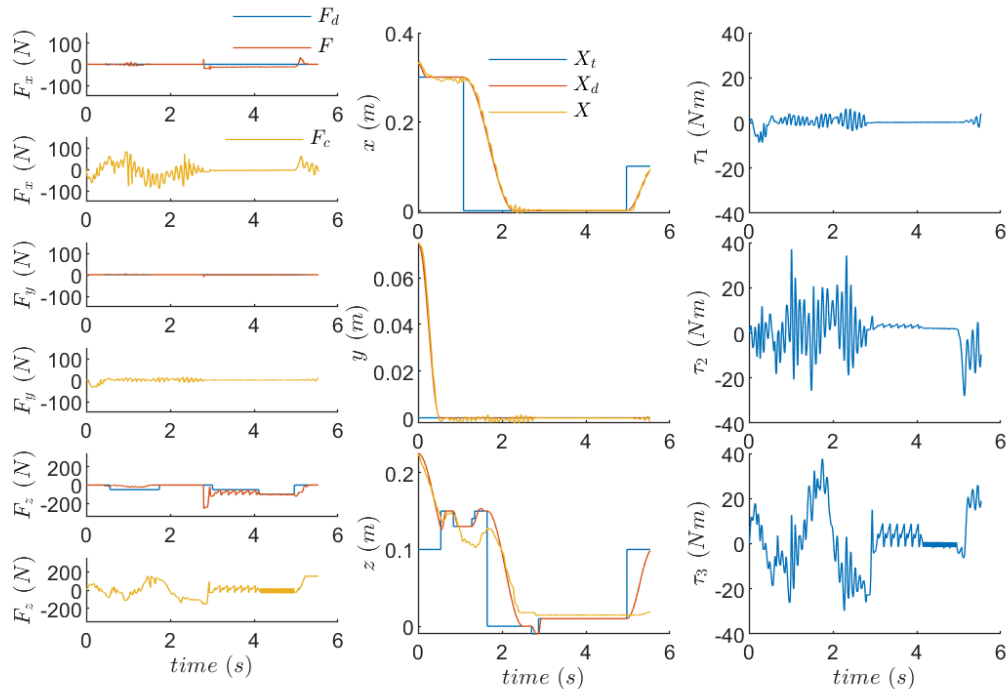 F_d
F
F_x (N)
100
0
-100
0 2 4 6
F_c
F_x (N)
100
0
-100
0 2 4 6
F_y (N)
100
0
-100
0 2 4 6
F_y (N)
100
0
-100
0 2 4 6
F_z (N)
200
0
-200
0 2 4 6
F_z (N)
200
0
-200
0 2 4 6
time (s)
X_t
X_d
X
x (m)
0.4
0.2
0
0 2 4 6
y (m)
0.06
0.04
0.02
0
0 2 4 6
z (m)
0.2
0.1
0
0 2 4 6
time (s)
τ_1 (Nm)
40
20
0
-20
-40
0 2 4 6
τ_2 (Nm)
40
20
0
-20
-40
0 2 4 6
τ_3 (Nm)
40
20
0
-20
-40
0 2 4 6
time (s)